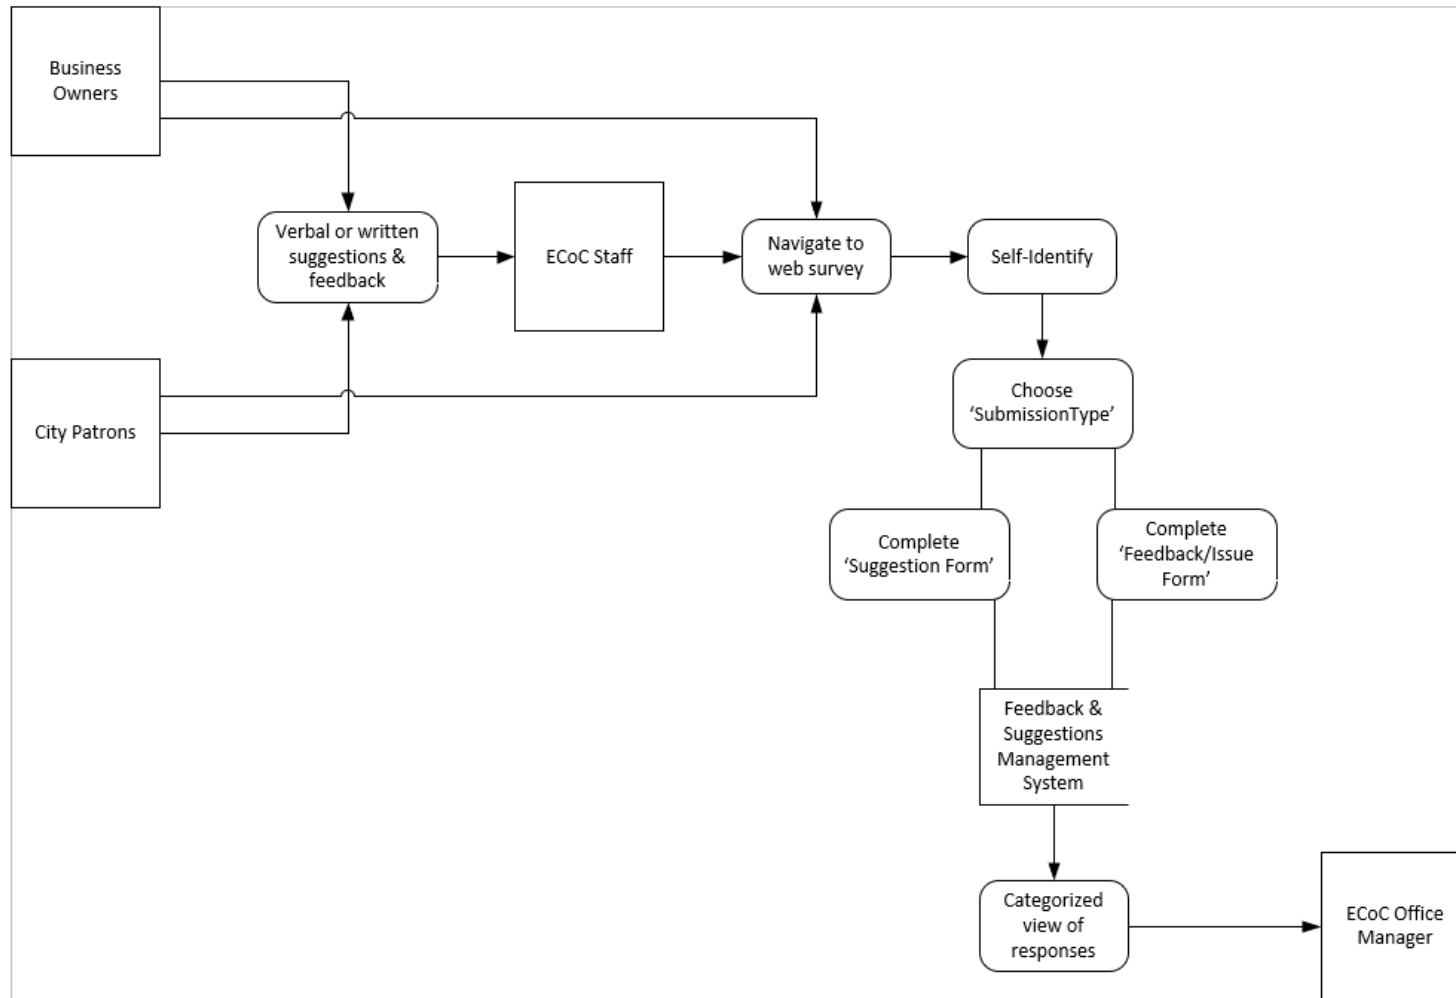 Business
Owners
Verbal or written
suggestions &
feedback
ECoC Staff
Navigate to
web survey
Self-Identify
City Patrons
Choose
‘SubmissionType’
Complete
‘Suggestion Form’
Complete
‘Feedback/Issue
Form’
Feedback &
Suggestions
Management
System
Categorized
view of
responses
ECoC Office
Manager